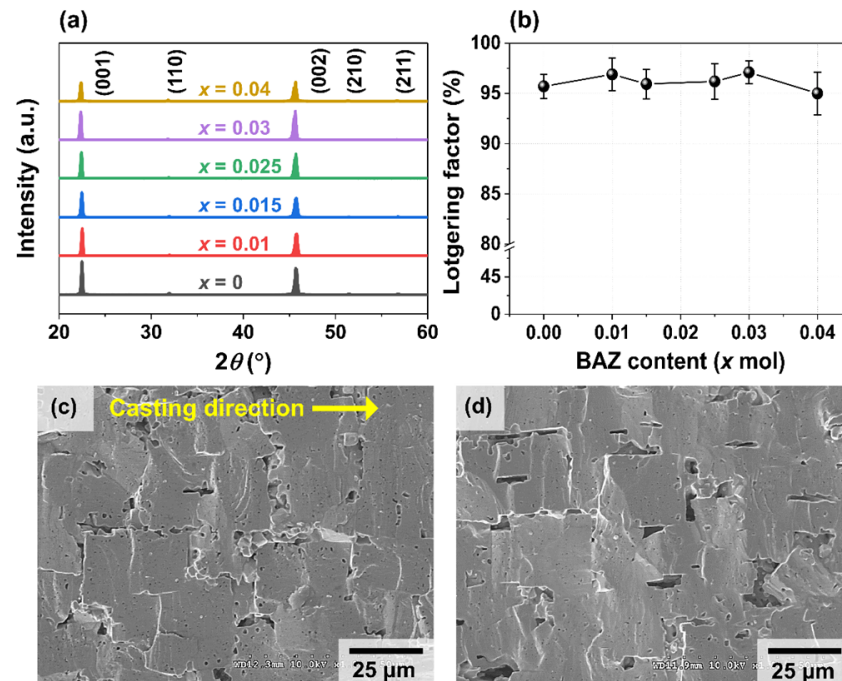 (a)
(001)
(110)
(002)
(210)
(211)
x = 0.04
x = 0.03
x = 0.025
x = 0.015
x = 0.01
x = 0
Intensity (a.u.)
20 30 40 50 60
2θ (°)
(b)
100
95
90
85
80
45
0
Lotgering factor (%)
0.00 0.01 0.02 0.03 0.04
BAZ content (x mol)
(c)
Casting direction
25 µm
(d)
25 µm